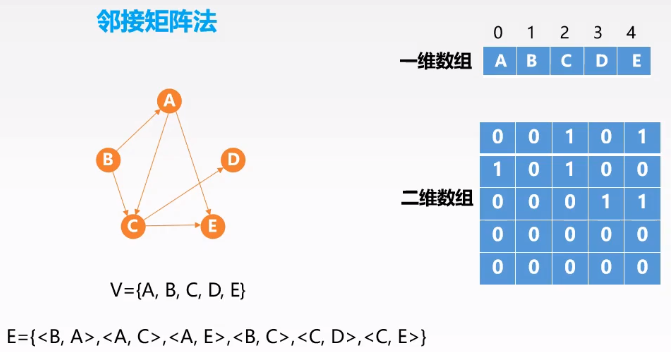 邻接矩阵法
0 1 2 3 4
一维数组 A B C D E
A
B
D
C
E
二维数组
0 0 1 0 1
1 0 1 0 0
0 0 0 1 1
0 0 0 0 0
0 0 0 0 0
V={A, B, C, D, E}
E={<B, A>,<A, C>,<A, E>,<B, C>,<C, D>,<C, E>}